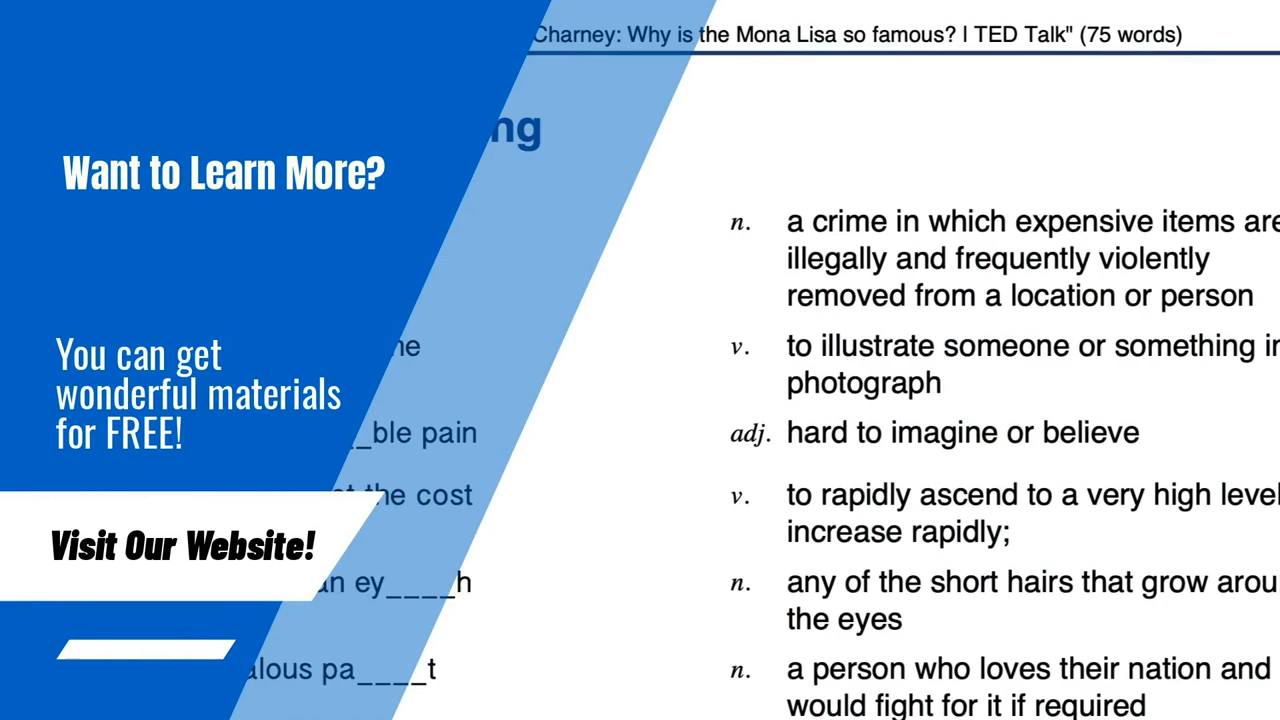 Charney: Why is the Mona Lisa so famous? | TED Talk" (75 words)
ng
Want to Learn More?
You can get
wonderful materials
for FREE!
Visit Our Website!
ne
_ble pain
the cost
an ey____h
alous pa____t
n. a crime in which expensive items are
illegally and frequently violently
removed from a location or person
v. to illustrate someone or something in
photograph
adj. hard to imagine or believe
v. to rapidly ascend to a very high level
increase rapidly;
n. any of the short hairs that grow arou
the eyes
n. a person who loves their nation and
would fight for it if required